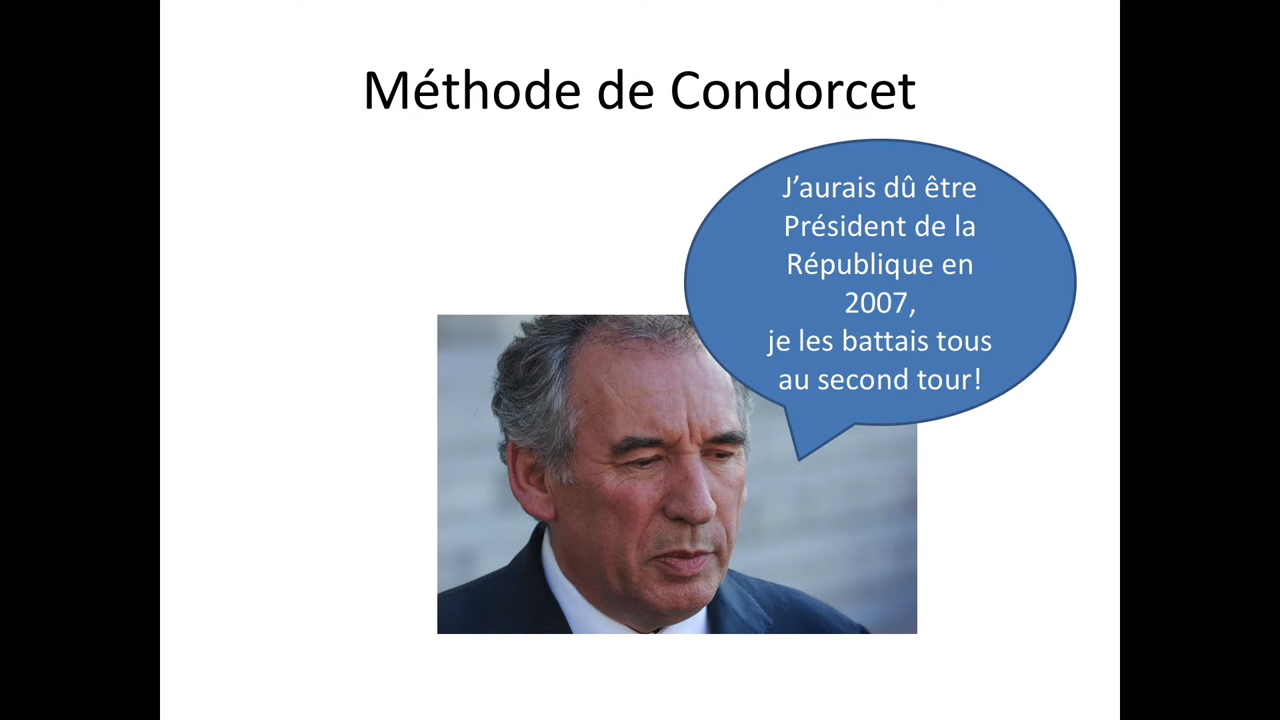 Méthode de Condorcet
J’aurais dû être
Président de la
République en
2007,
je les battais tous
au second tour!